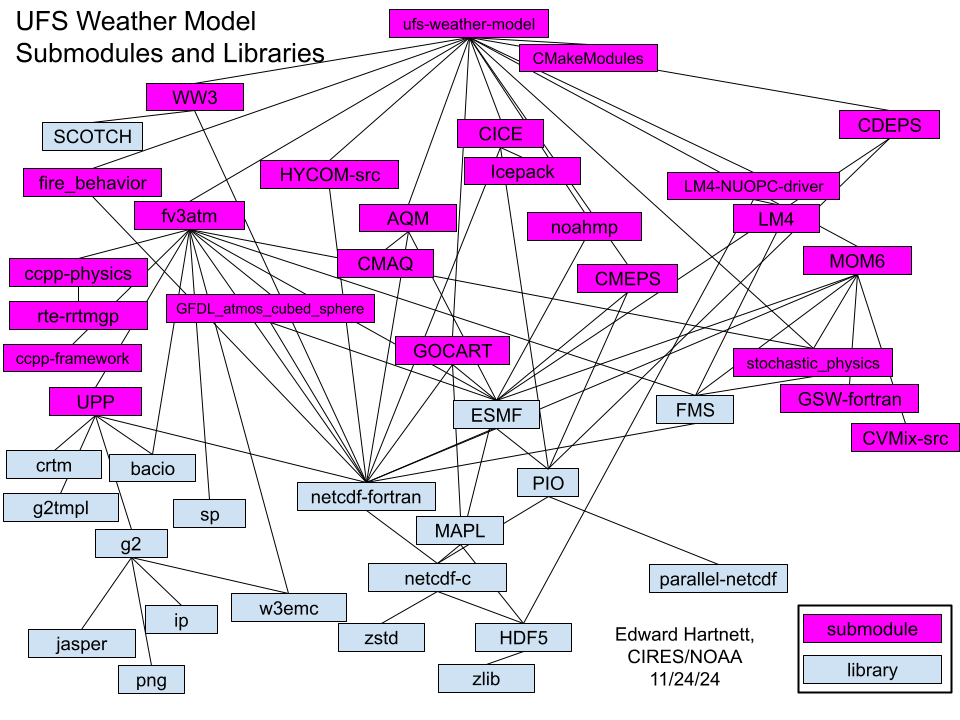 UFS Weather Model
Submodules and Libraries
ufs-weather-model
CMakeModules
WW3
CDEPS
SCOTCH
CICE
Icepack
HYCOM-src
fire_behavior
LM4-NUOPC-driver
fv3atm
AQM
noahmp
LM4
CMAQ
MOM6
ccpp-physics
CMEPS
rte-rrtmgp
GFDL_atmos_cubed_sphere
ccpp-framework
GOCART
stochastic_physics
UPP
ESMF
FMS
GSW-fortran
CVMix-src
crtm
bacio
PIO
netcdf-fortran
g2tmpl
sp
MAPL
g2
netcdf-c
parallel-netcdf
w3emc
ip
jasper
zstd
HDF5
png
zlib
Edward Hartnett,
CIRES/NOAA
11/24/24
submodule
library